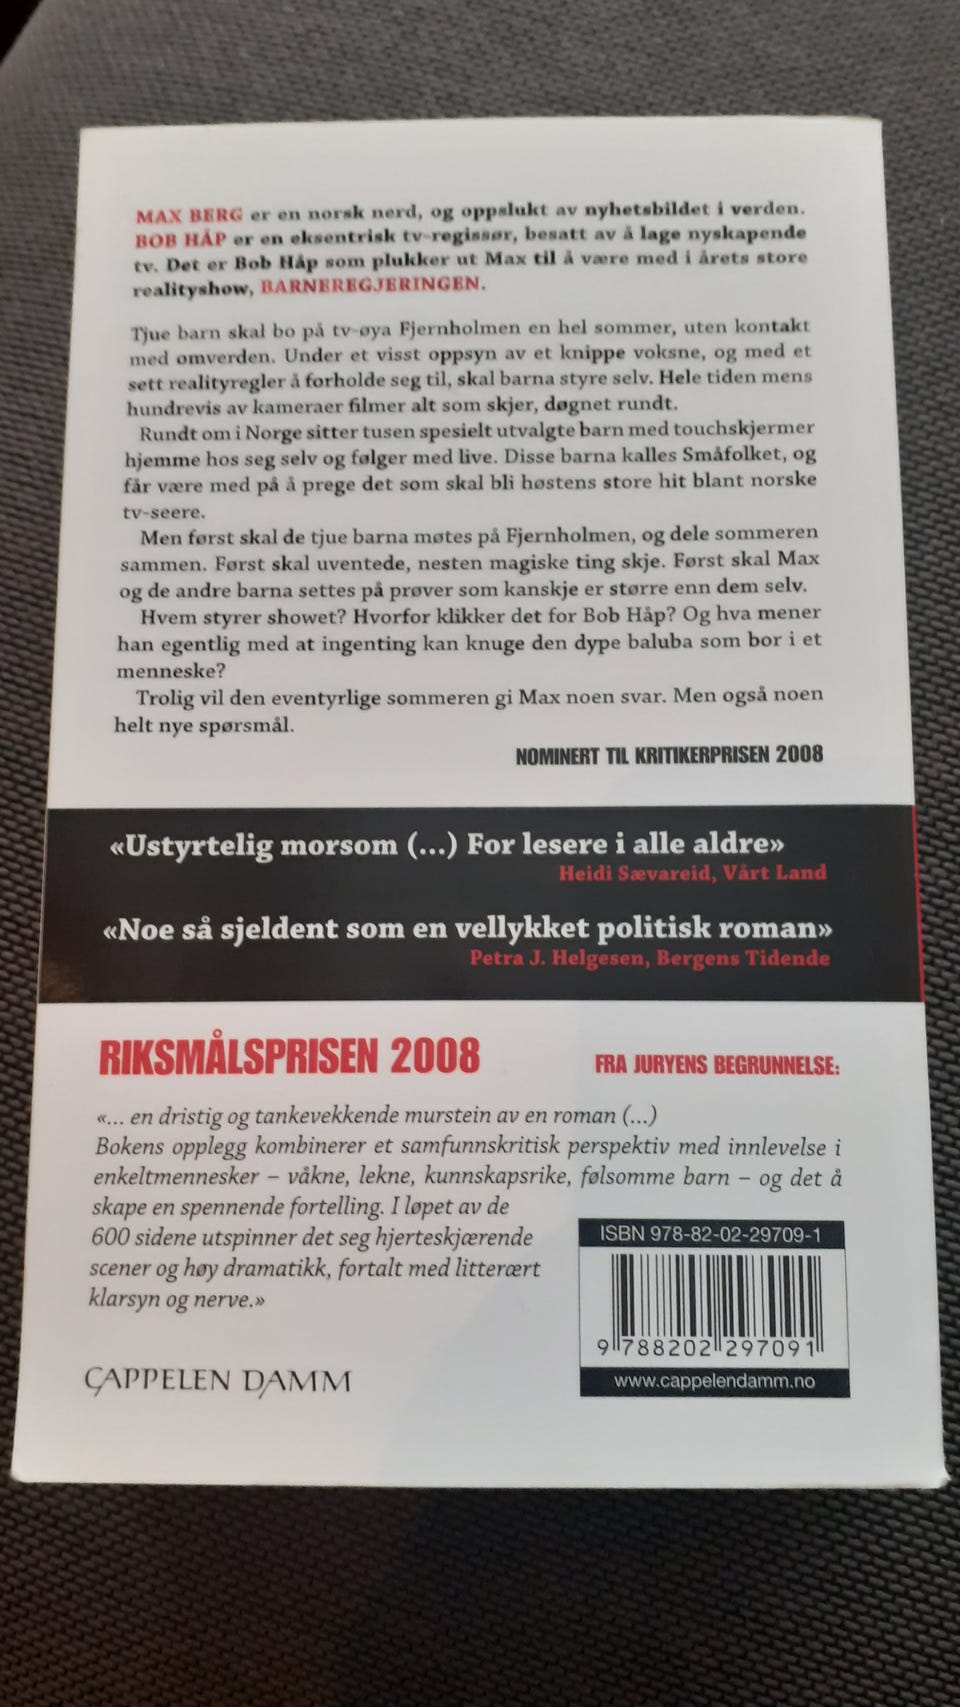 MAX BERG er en norsk nerd, og oppslukt av nyhetsbildet i verden.
BOB HÅP er en eksentrisk tv-regissør, besatt av å lage nyskapende
tv. Det er Bob Håp som plukker ut Max til å være med i årets store
realityshow, BARNEREGJERINGEN.
Tjue barn skal bo på tv-øya Fjernholmen en hel sommer, uten kontakt
med omverden. Under et visst oppsyn av et knippe voksne, og med et
sett realityregler å forholde seg til, skal barna styre selv. Hele tiden mens
hundrevis av kameraer filmer alt som skjer, døgnet rundt.
Rundt om i Norge sitter tusen spesielt utvalgte barn med touchskjermer
hjemme hos seg selv og følger med live. Disse barna kalles Småfolket, og
får være med på å prege det som skal bli høstens store hit blant norske
tv-seere.
Men først skal de tjue barna møtes på Fjernholmen, og dele sommeren
sammen. Først skal uventede, nesten magiske ting skje. Først skal Max
og de andre barna settes på prøver som kanskje er større enn dem selv.
Hvem styrer showet? Hvorfor klikker det for Bob Håp? Og hva mener
han egentlig med at ingenting kan knuge den dype baluba som bor i et
menneske?
Trolig vil den eventyrlige sommeren gi Max noen svar. Men også noen
helt nye spørsmål.
NOMINERT TIL KRITIKERPRISEN 2008
«Ustyrtelig morsom (...) For lesere i alle aldre»
Heidi Sævareid, Vårt Land
«Noe så sjeldent som en vellykket politisk roman»
Petra J. Helgesen, Bergens Tidende
RIKSMÅLSPRISEN 2008
FRA JURYENS BEGRUNNELSE:
«... en dristig og tankevekkende murstein av en roman (...)
Bokens opplegg kombinerer et samfunnskritisk perspektiv med innlevelse i
enkeltmennesker – våkne, lekne, kunnskapsrike, følsomme barn – og det å
skape en spennende fortelling. I løpet av de
600 sidene utspinner det seg hjerteskjærende
scener og høy dramatikk, fortalt med litterært
klarsyn og nerve.»
ISBN 978-82-02-29709-1
9 788202 297091
www.cappelendamm.no
CAPPELEN DAMM